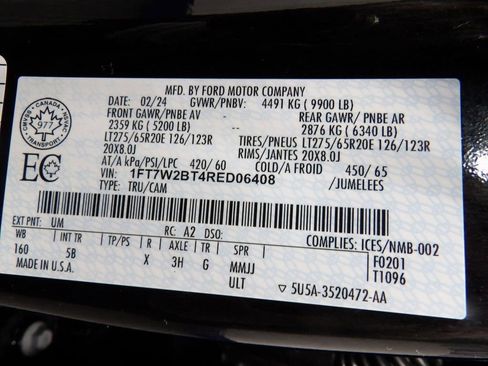 MFD. BY FORD MOTOR COMPANY
DATE: 02/24 GVWR/PNBV: 4491 KG ( 9900 LB)
FRONT GAWR/PNBE AV REAR GAWR/ PNBE AR
2359 KG ( 5200 LB) 2876 KG ( 6340 LB)
LT275/65R20E 126/123R TIRES/PNEUS LT275/65R20E 126/123R
20X8.0J RIMS/JANTES 20X8.0J
AT/A kPa/PSI/LPC 420/60 COLD/A FROID 450/65
VIN: 1FT7W2BT4RED06408 /JUMELEES
TYPE: TRU/CAM
CANADA
977
EC
EXT PNT: UM RC: A2 DSO: COMPLIES: ICES/NMB-002
WB INT TR TP/PS R AXLE TR SPR F0201
160 5B X 3H G MMJJ T1096
MADE IN U.S.A. ULT ▽ 5U5A-3520472-AA